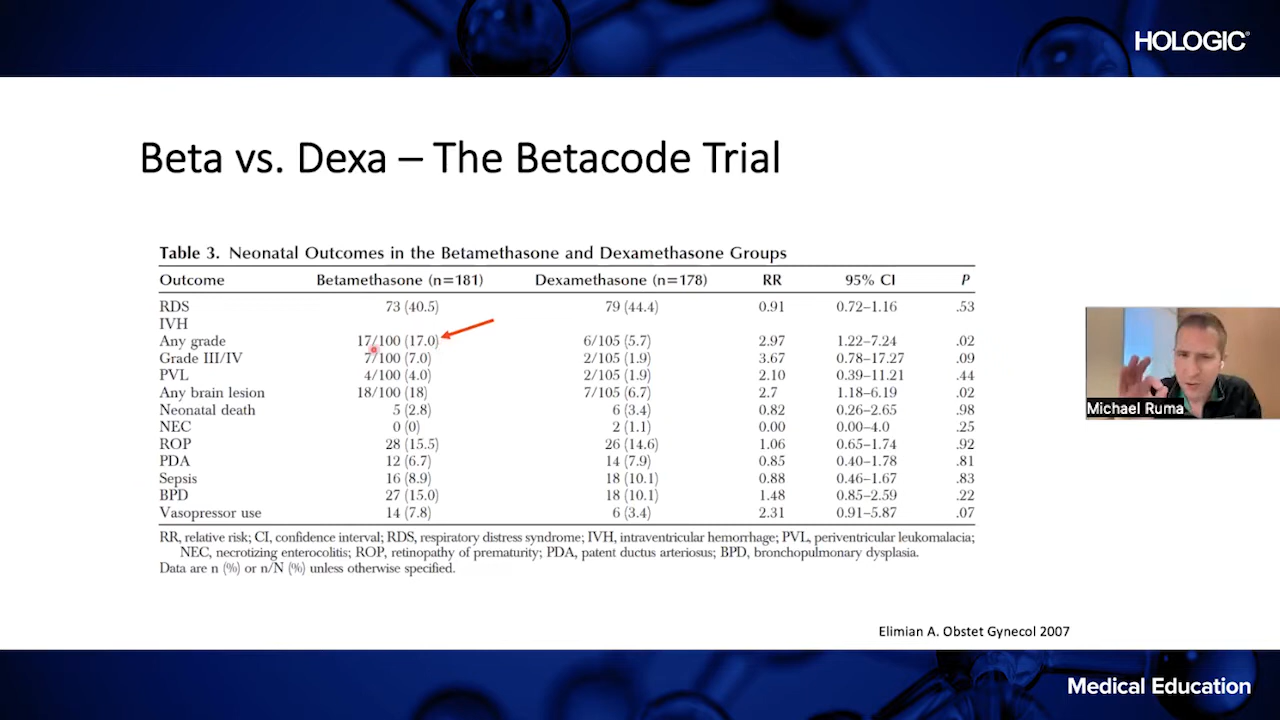 HOLOGIC®
Beta vs. Dexa – The Betacode Trial
Table 3. Neonatal Outcomes in the Betamethasone and Dexamethasone Groups
Outcome Betamethasone (n=181) Dexamethasone (n=178) RR 95% CI P
RDS 73 (40.5) 79 (44.4) 0.91 0.72–1.16 .53
IVH
Any grade 17/100 (17.0) 6/105 (5.7) 2.97 1.22–7.24 .02
Grade III/IV 7/100 (7.0) 2/105 (1.9) 3.67 0.78–17.27 .09
PVL 4/100 (4.0) 2/105 (1.9) 2.10 0.39–11.21 .44
Any brain lesion 18/100 (18) 7/105 (6.7) 2.7 1.18–6.19 .02
Neonatal death 5 (2.8) 6 (3.4) 0.82 0.26–2.65 .98
NEC 0 (0) 2 (1.1) 0.00 0.00–4.0 .25
ROP 28 (15.5) 26 (14.6) 1.06 0.65–1.74 .92
PDA 12 (6.7) 14 (7.9) 0.85 0.40–1.78 .81
Sepsis 16 (8.9) 18 (10.1) 0.88 0.46–1.67 .83
BPD 27 (15.0) 18 (10.1) 1.48 0.85–2.59 .22
Vasopressor use 14 (7.8) 6 (3.4) 2.31 0.91–5.87 .07
RR, relative risk; CI, confidence interval; RDS, respiratory distress syndrome; IVH, intraventricular hemorrhage; PVL, periventricular leukomalacia;
NEC, necrotizing enterocolitis; ROP, retinopathy of prematurity; PDA, patent ductus arteriosus; BPD, bronchopulmonary dysplasia.
Data are n (%) or n/N (%) unless otherwise specified.
Michael Ruma
Elimian A. Obstet Gynecol 2007
Medical Education